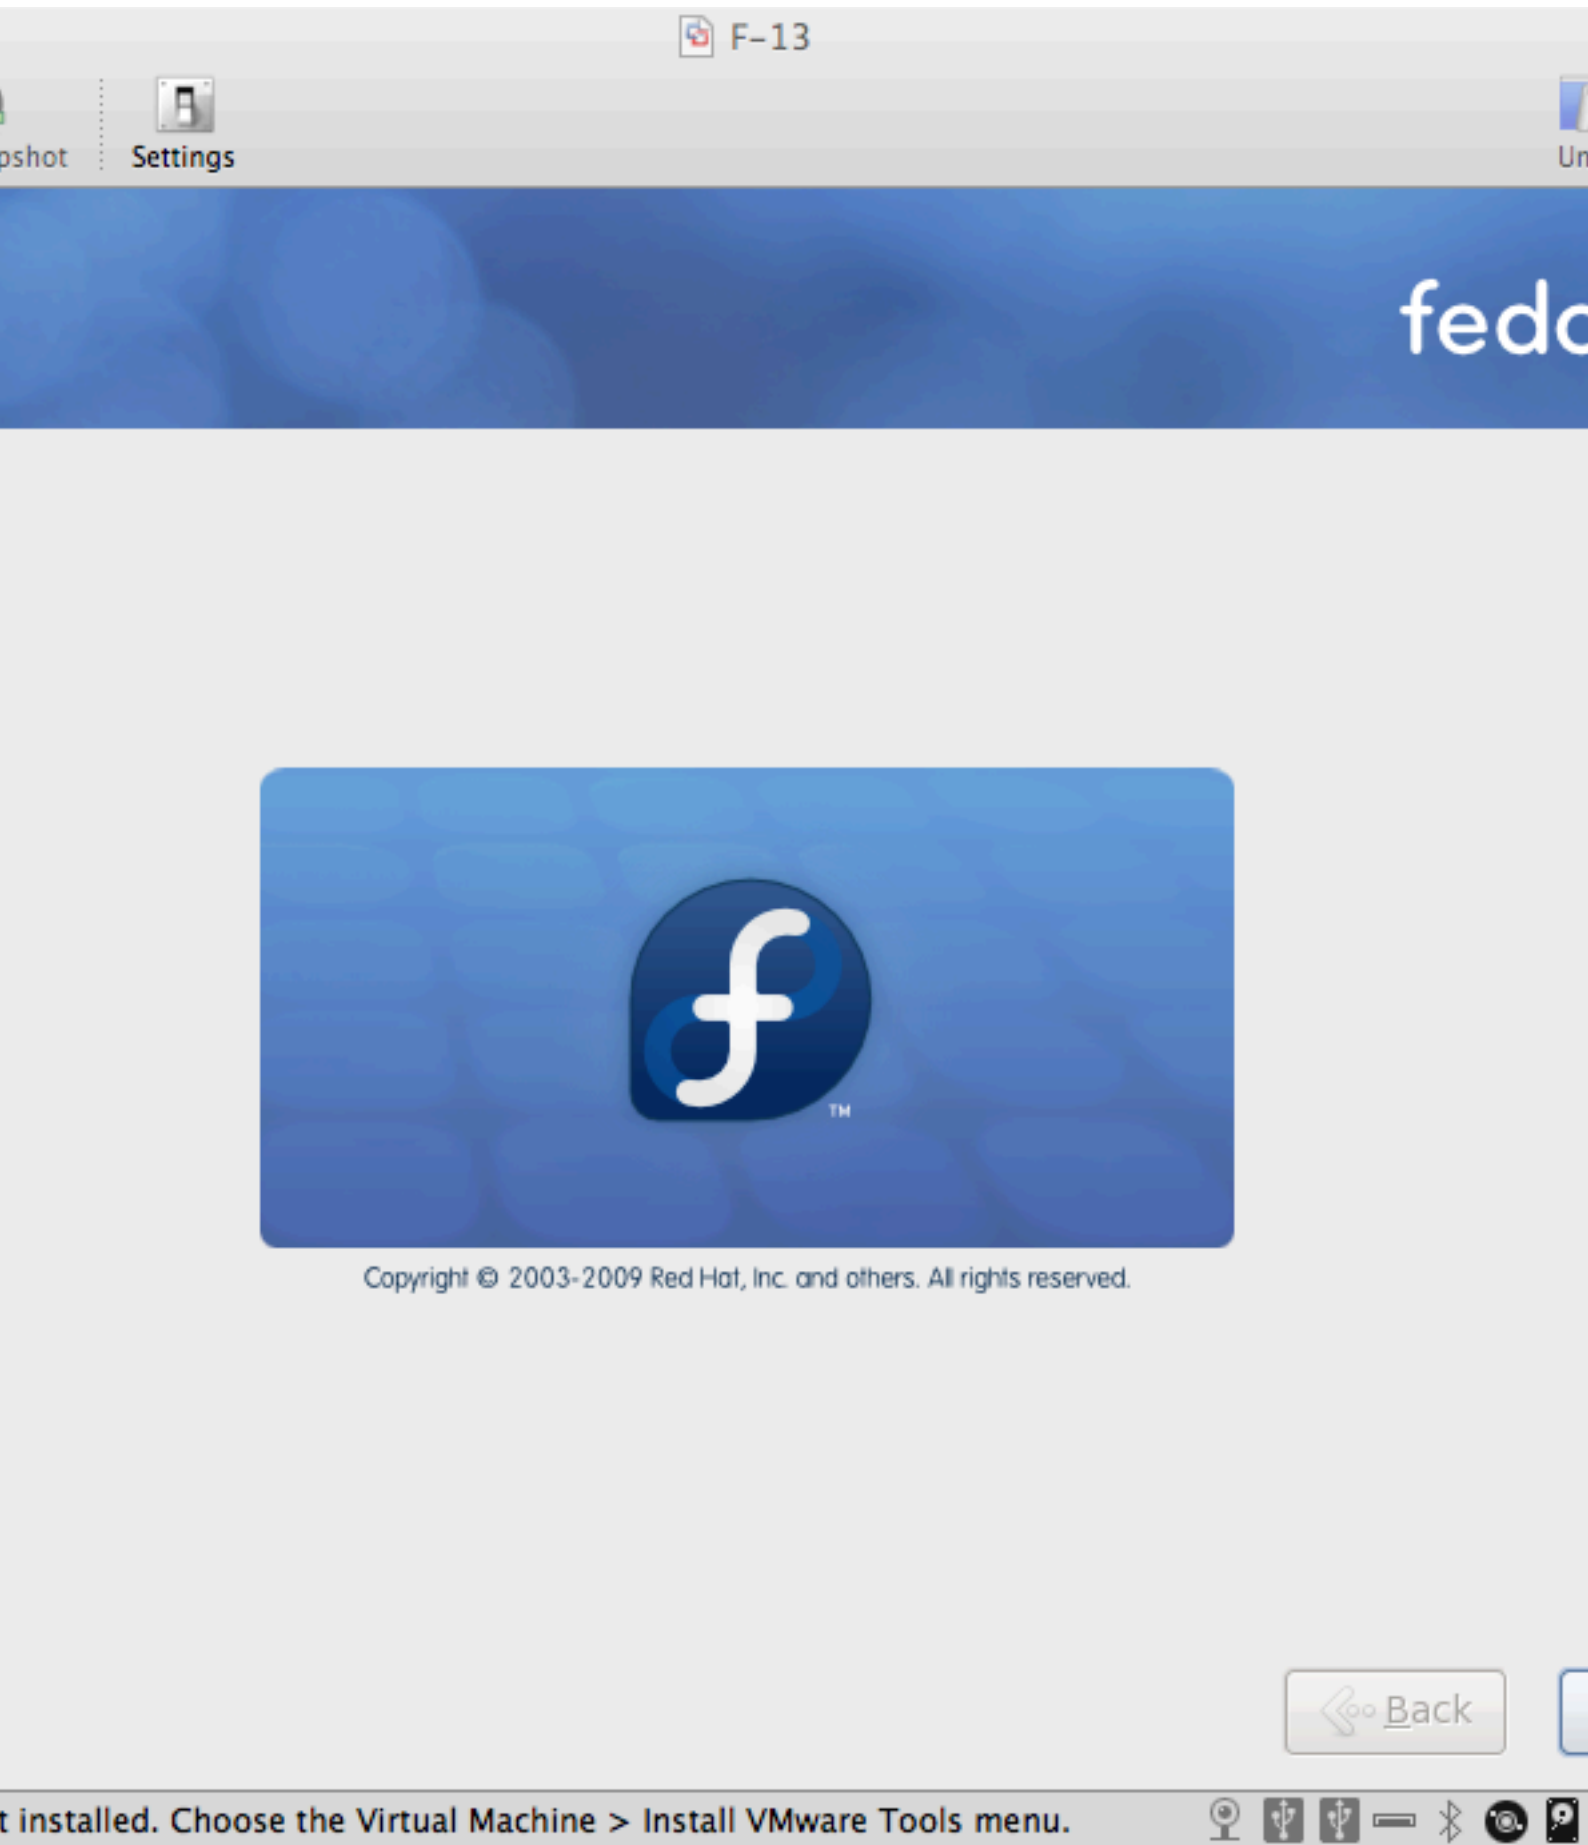 F-13
pshot Settings Un
fedo
TM
Copyright © 2003-2009 Red Hat, Inc. and others. All rights reserved.
Back
t installed. Choose the Virtual Machine > Install VMware Tools menu.